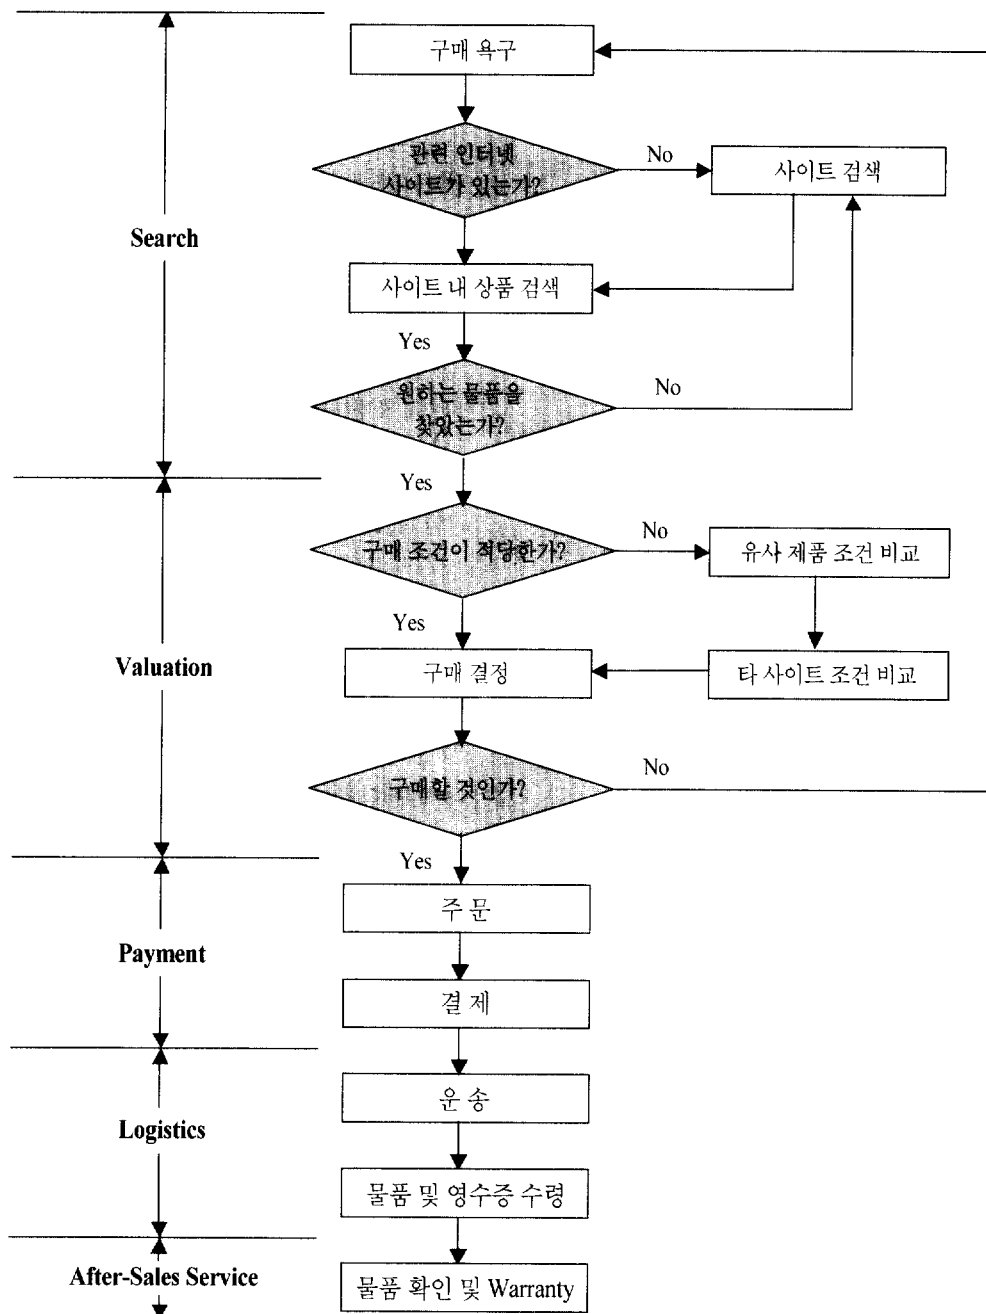 구매 욕구
관련 인터넷
사이트가 있는가?
No
사이트 검색
Search
사이트 내 상품 검색
Yes
원하는 물품을
찾았는가?
No
Yes
구매 조건이 적당한가?
No
유사 제품 조건 비교
Yes
Valuation
구매 결정
타 사이트 조건 비교
구매할 것인가?
No
Yes
주 문
Payment
결 제
운 송
Logistics
물품 및 영수증 수령
After-Sales Service
물품 확인 및 Warranty